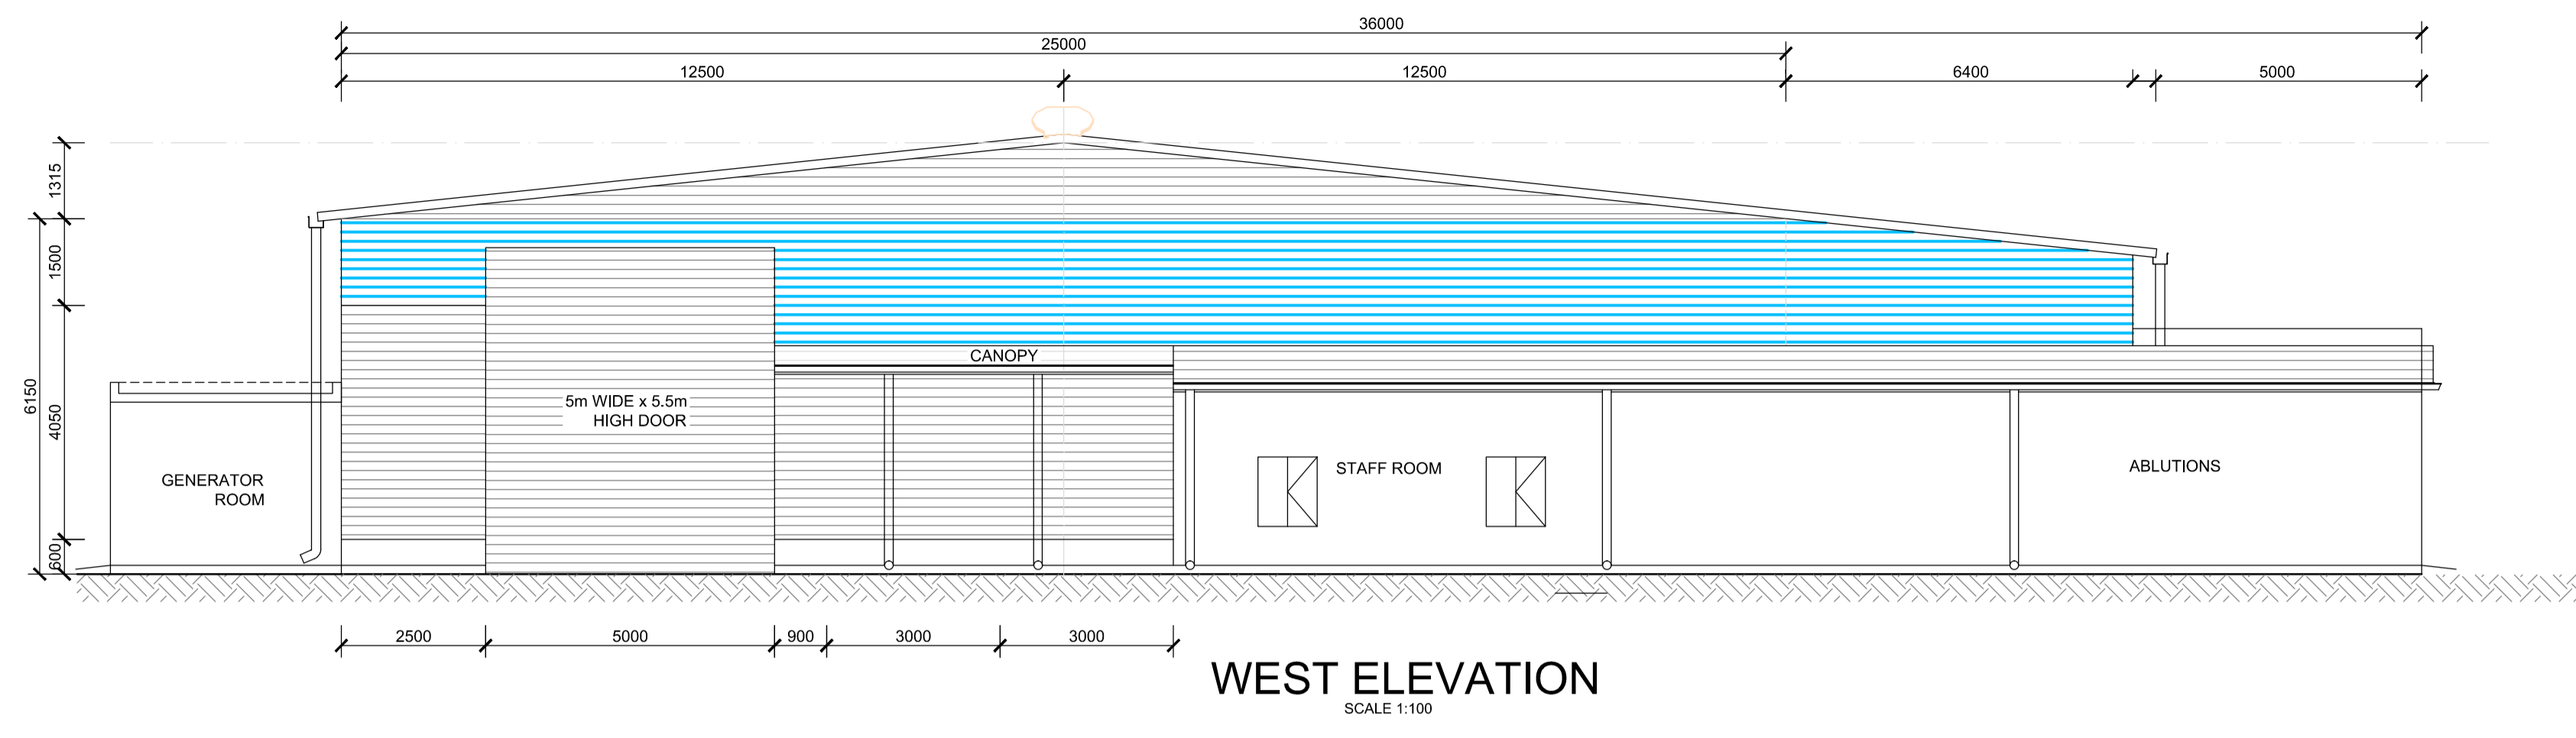 36000
25000
12500
12500
6400
5000
1315
1500
6150
4050
600
CANOPY
5m WIDE x 5.5m
HIGH DOOR
GENERATOR
ROOM
STAFF ROOM
ABLUTIONS
2500
5000
900
3000
3000
WEST ELEVATION
SCALE 1:100